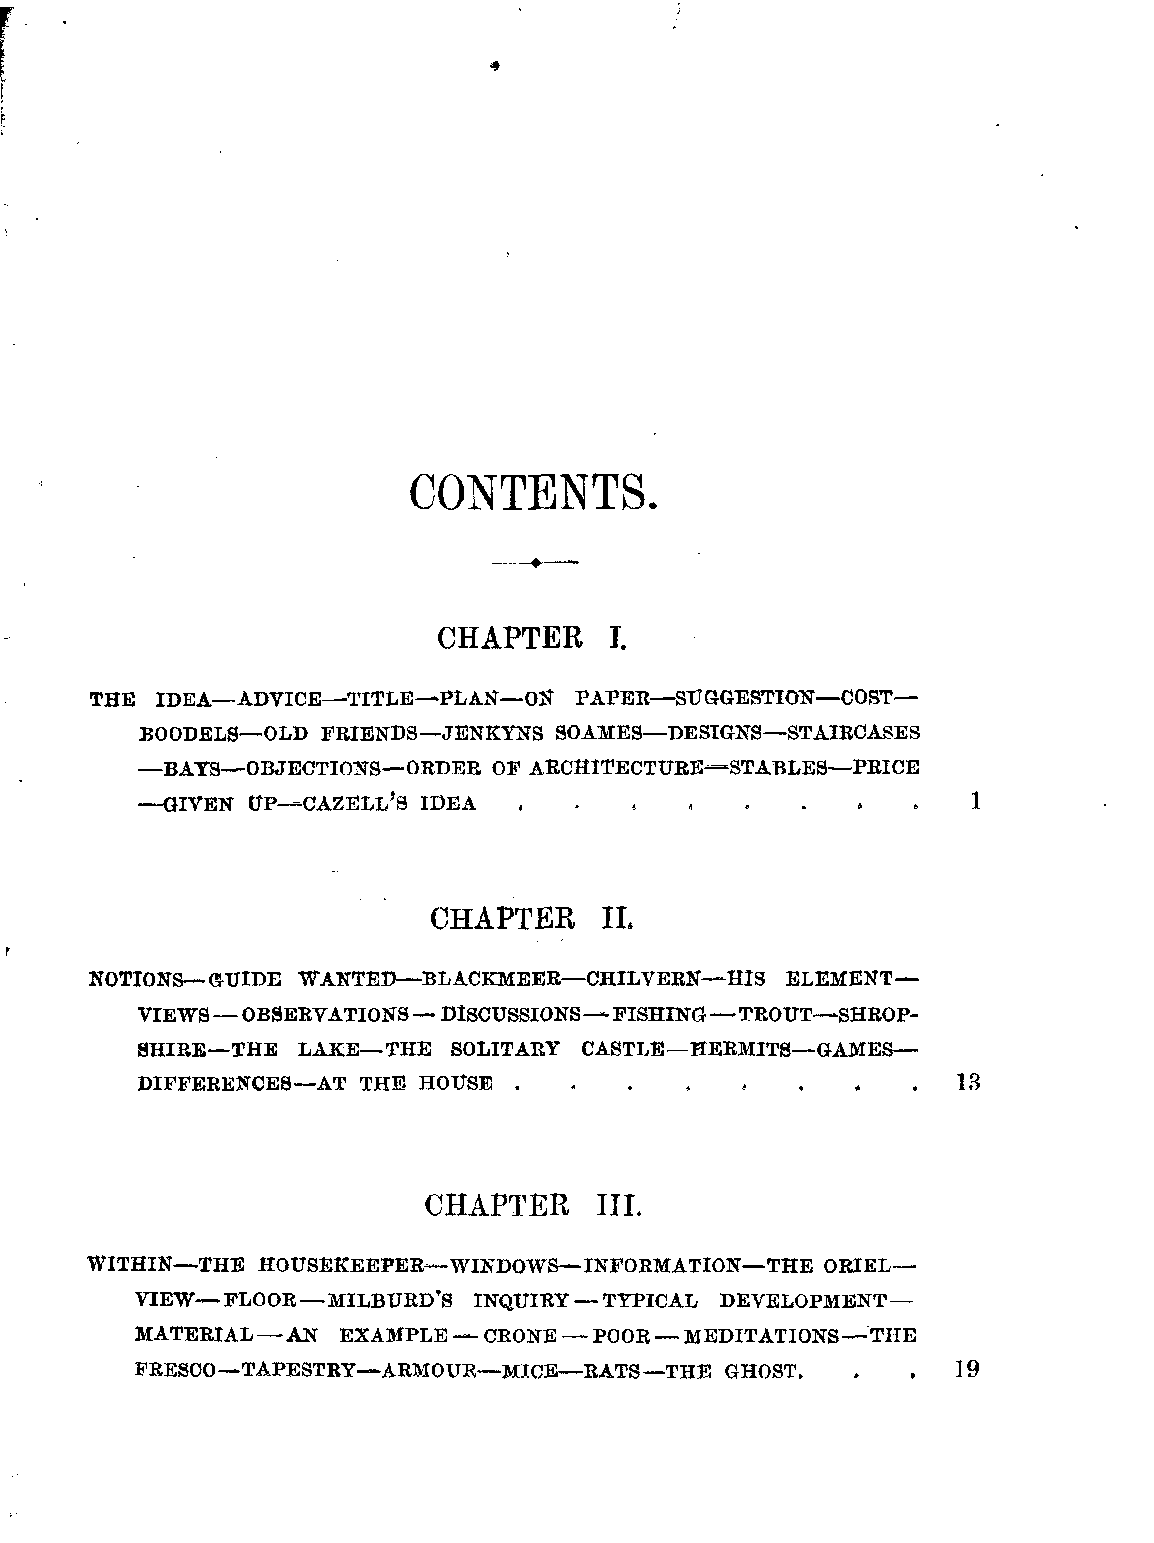 CONTENTS.
CHAPTER I.
THE IDEA—ADVICE—TITLE—PLAN—ON PAPER—SUGGESTION—COST—
BOODELS—OLD FRIENDS—JENKYNS SOAMES—DESIGNS—STAIRCASES
—BAYS—OBJECTIONS—ORDER OF ARCHITECTURE—STABLES—PRICE
—GIVEN UP—CAZELL'S IDEA . . . . . . . . 1
CHAPTER II.
NOTIONS—GUIDE WANTED—BLACKMEER—CHILVERN—HIS ELEMENT—
VIEWS—OBSERVATIONS—DISCUSSIONS—FISHING—TROUT—SHROP-
SHIRE—THE LAKE—THE SOLITARY CASTLE—HERMITS—GAMES—
DIFFERENCES—AT THE HOUSE . . . . . . . . 13
CHAPTER III.
WITHIN—THE HOUSEKEEPER—WINDOWS—INFORMATION—THE ORIEL—
VIEW—FLOOR—MILBURD'S INQUIRY—TYPICAL DEVELOPMENT—
MATERIAL—AN EXAMPLE—CRONE—POOR—MEDITATIONS—THE
FRESCO—TAPESTRY—ARMOUR—MICE—RATS—THE GHOST. . . 19